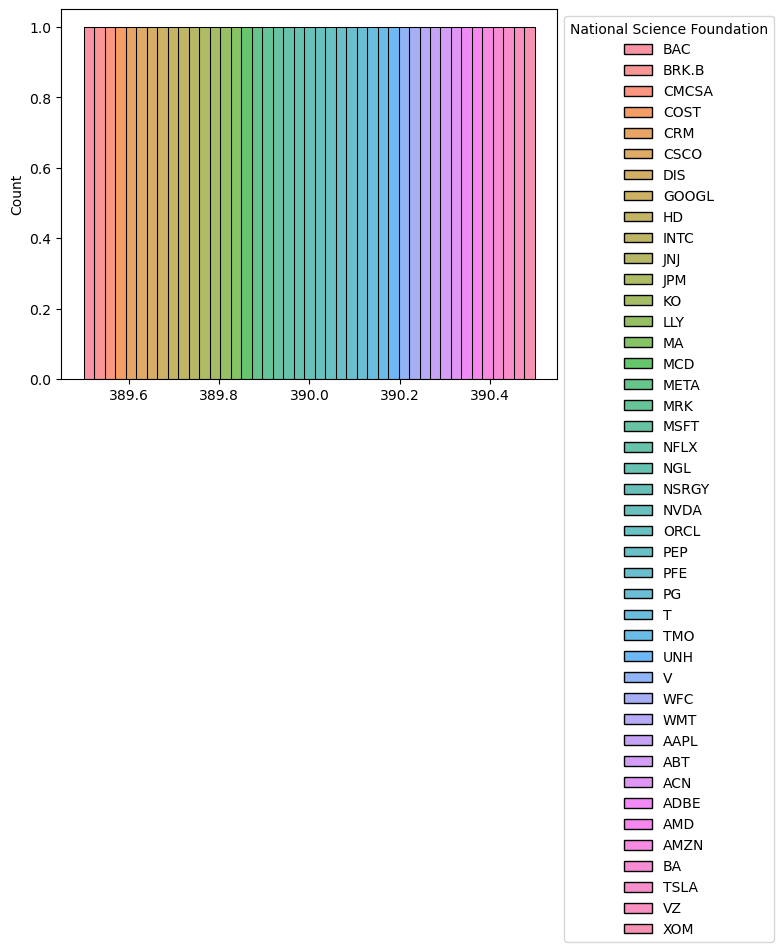 Count
1.0
0.8
0.6
0.4
0.2
0.0
389.6 389.8 390.0 390.2 390.4
National Science Foundation
BAC
BRK.B
CMCSA
COST
CRM
CSCO
DIS
GOOGL
HD
INTC
JNJ
JPM
KO
LLY
MA
MCD
META
MRK
MSFT
NFLX
NGL
NSRGY
NVDA
ORCL
PEP
PFE
PG
T
TMO
UNH
V
WFC
WMT
AAPL
ABT
ACN
ADBE
AMD
AMZN
BA
TSLA
VZ
XOM